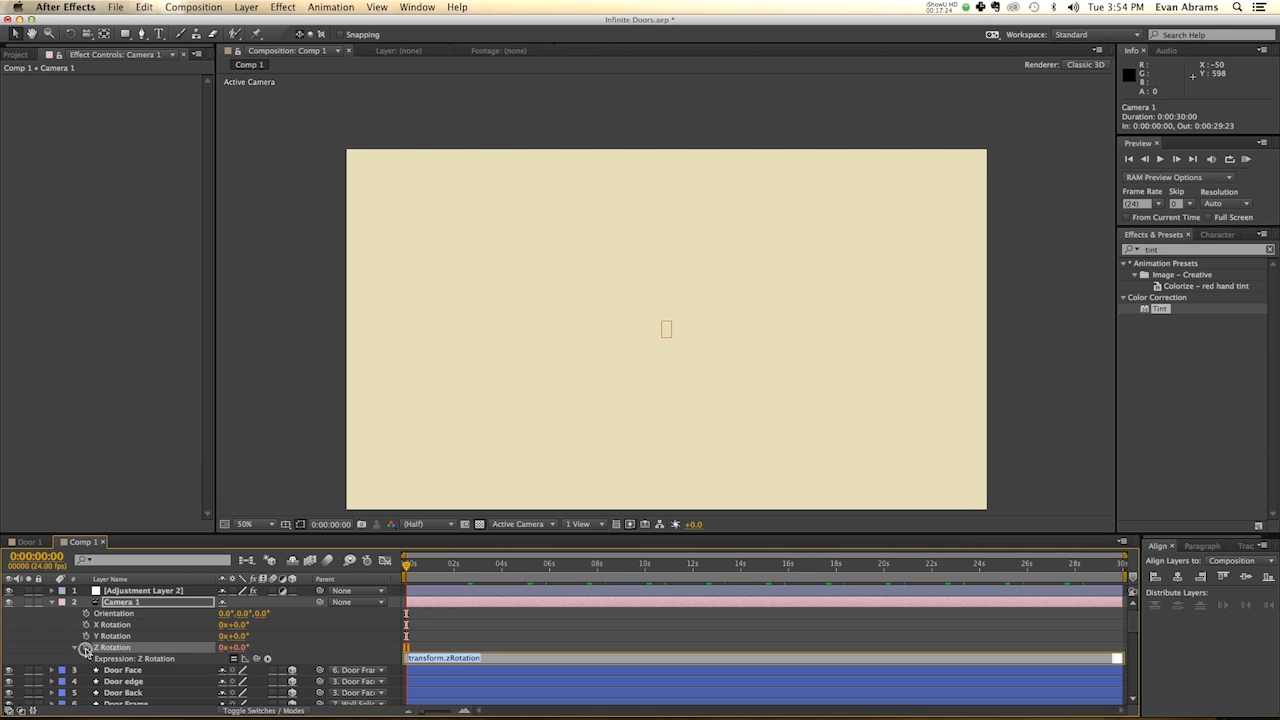 After Effects File Edit Composition Layer Effect Animation View Window Help iShowU HD 00:17:24 Tue 3:54 PM Evan Abrams
Infinite Doors.aep *
Snapping Workspace: Standard Search Help
Project Effect Controls: Camera 1 Composition: Comp 1 Layer: (none) Footage: (none) Info Audio
Camera 1 • Comp 1
Comp 1 Renderer: Classic 3D
Active Camera
R:
G:
B:
A: 0
X: -50
Y: 598
Camera 1
Duration: 0:00:30:00
In: 0:00:00:00, Out: 0:00:29:23
Preview
RAM Preview Options
Frame Rate Skip Resolution
(24) 0 Auto
From Current Time Full Screen
Effects & Presets Character
tint
* Animation Presets
Image – Creative
Colorize – red hand tint
Color Correction
Tint
50% 0:00:00:00 (Half) Active Camera 1 View +0.0
Door 1 Comp 1
0:00:00:00
00000 (24.00 fps)
02s 04s 06s 08s 10s 12s 14s 16s 18s 20s 22s 24s 26s 28s 30s
# Layer Name Parent
1 [Adjustment Layer 2] None
2 Camera 1 None
Orientation 0.0°,0.0°,0.0°
X Rotation 0x+0.0°
Y Rotation 0x+0.0°
Z Rotation 0x+0.0°
Expression: Z Rotation transform.zRotation
3 Door Face 6. Door Fra
4 Door edge 3. Door Fac
5 Door Back 3. Door Fac
6 Door Frame 7. Wall Solid
Toggle Switches / Modes
Align Paragraph Trac
Align Layers to: Composition
Distribute Layers: